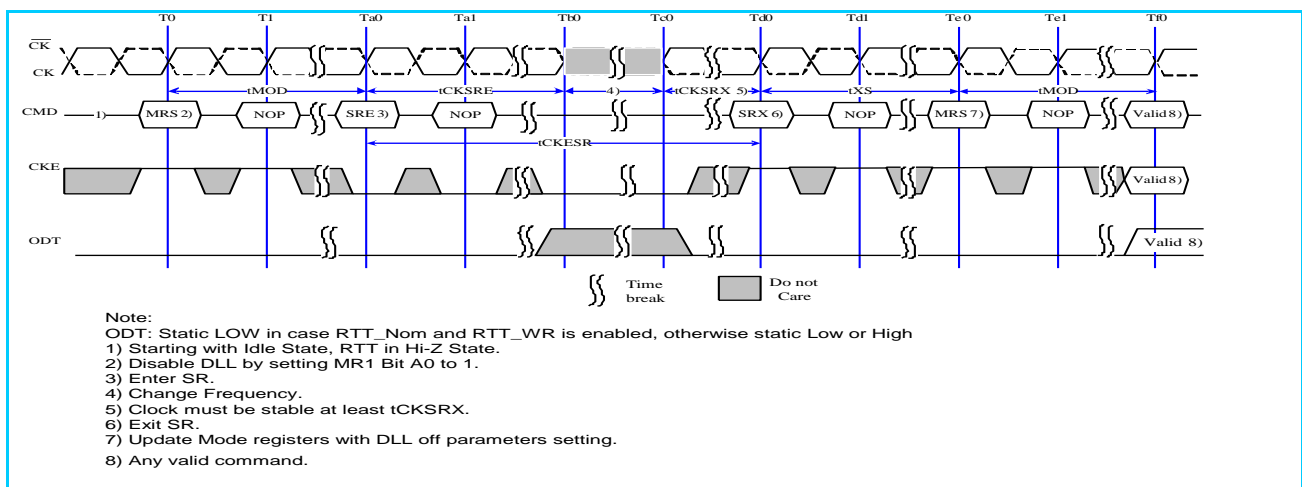 T0 T1 Ta0 Ta1 Tb0 Tc0 Td0 Td1 Te0 Te1 Tf0
CK
CK
tMOD tCKSRE 4) tCKSRX 5) tXS tMOD
CMD 1) MRS 2) NOP SRE 3) NOP SRX 6) NOP MRS 7) NOP Valid 8)
tCKESR
CKE Valid 8)
ODT Valid 8)
Time break
Do not Care
Note:
ODT: Static LOW in case RTT_Nom and RTT_WR is enabled, otherwise static Low or High
1) Starting with Idle State, RTT in Hi-Z State.
2) Disable DLL by setting MR1 Bit A0 to 1.
3) Enter SR.
4) Change Frequency.
5) Clock must be stable at least tCKSRX.
6) Exit SR.
7) Update Mode registers with DLL off parameters setting.
8) Any valid command.